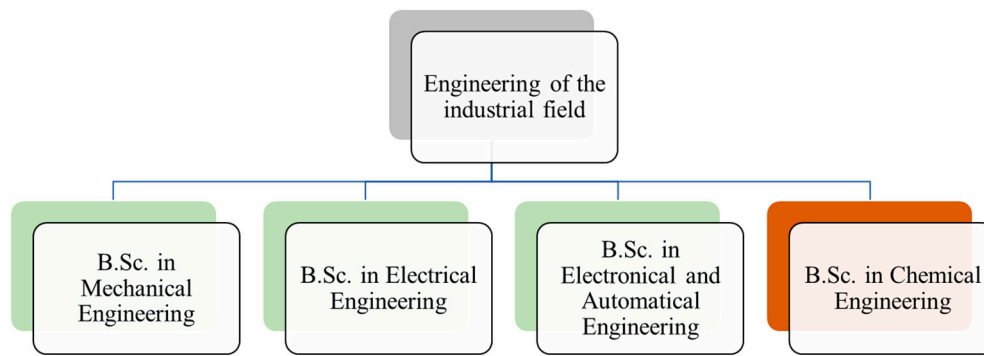 Engineering of the
industrial field
B.Sc. in
Mechanical
Engineering
B.Sc. in Electrical
Engineering
B.Sc. in
Electronical and
Automatical
Engineering
B.Sc. in Chemical
Engineering